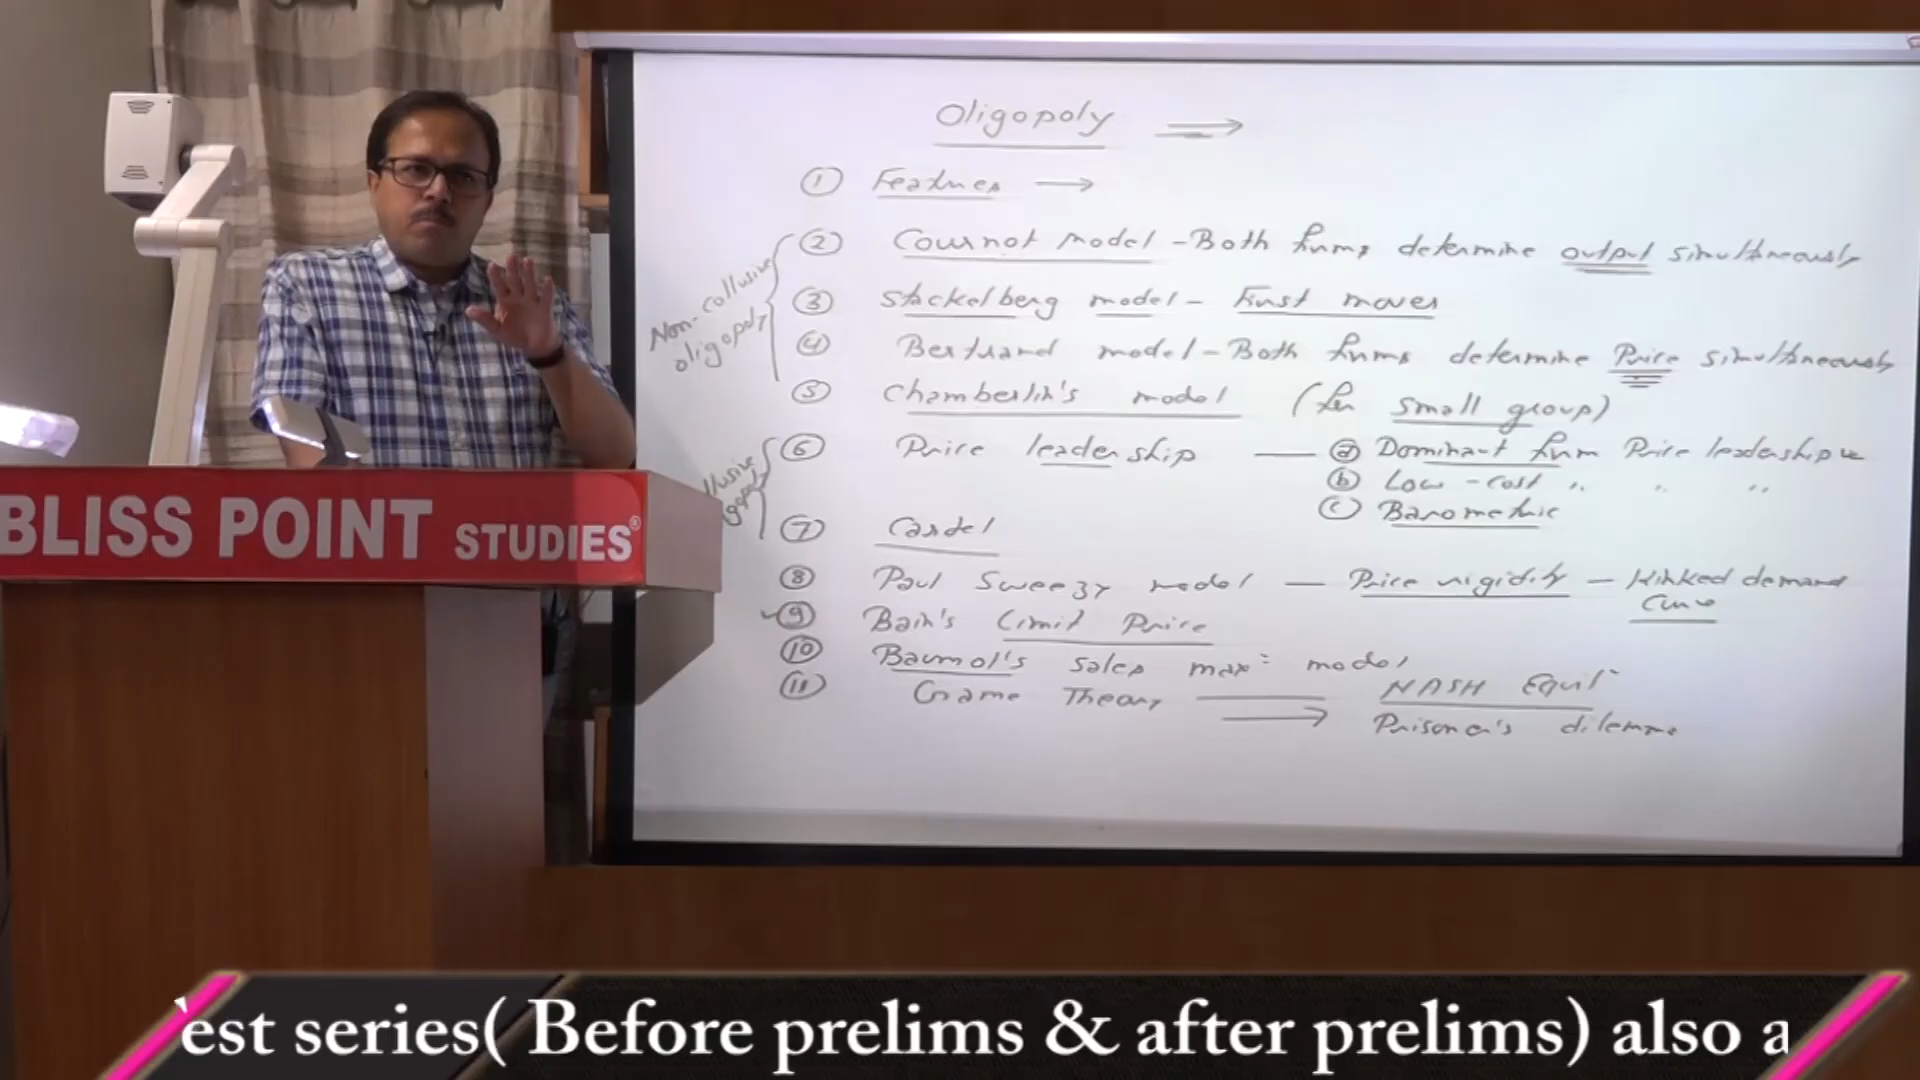 Oligopoly →
① Features →
② Cournot model - Both firms determine output simultaneously
③ Stackelberg model - First moves
④ Bertrand model - Both firms determine Price simultaneously
⑤ Chamberlin's model (for small group)
Non-collusive
oligopoly
⑥ Price leadership — ⓐ Dominant firm Price leadership
ⓑ Low-cost " " "
ⓒ Barometric
⑦ Cartel
llusive
⑧ Paul Sweezy model — Price rigidity — Kinked demand
Curve
⑨ Bain's Limit Price
⑩ Baumol's sales max= model
⑪ Game Theory → NASH Equil
Prisoner's dilemma
BLISS POINT STUDIES®
est series( Before prelims & after prelims) also a